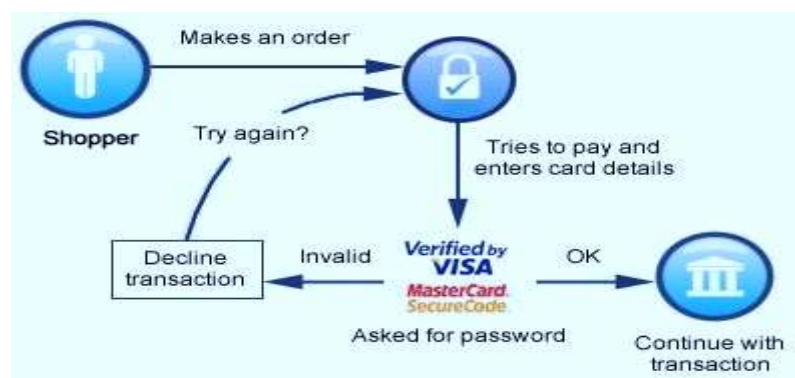 Makes an order
Shopper
Try again?
Tries to pay and
enters card details
Decline
transaction
Invalid
Verified by
VISA
MasterCard.
SecureCode
OK
Asked for password
Continue with
transaction